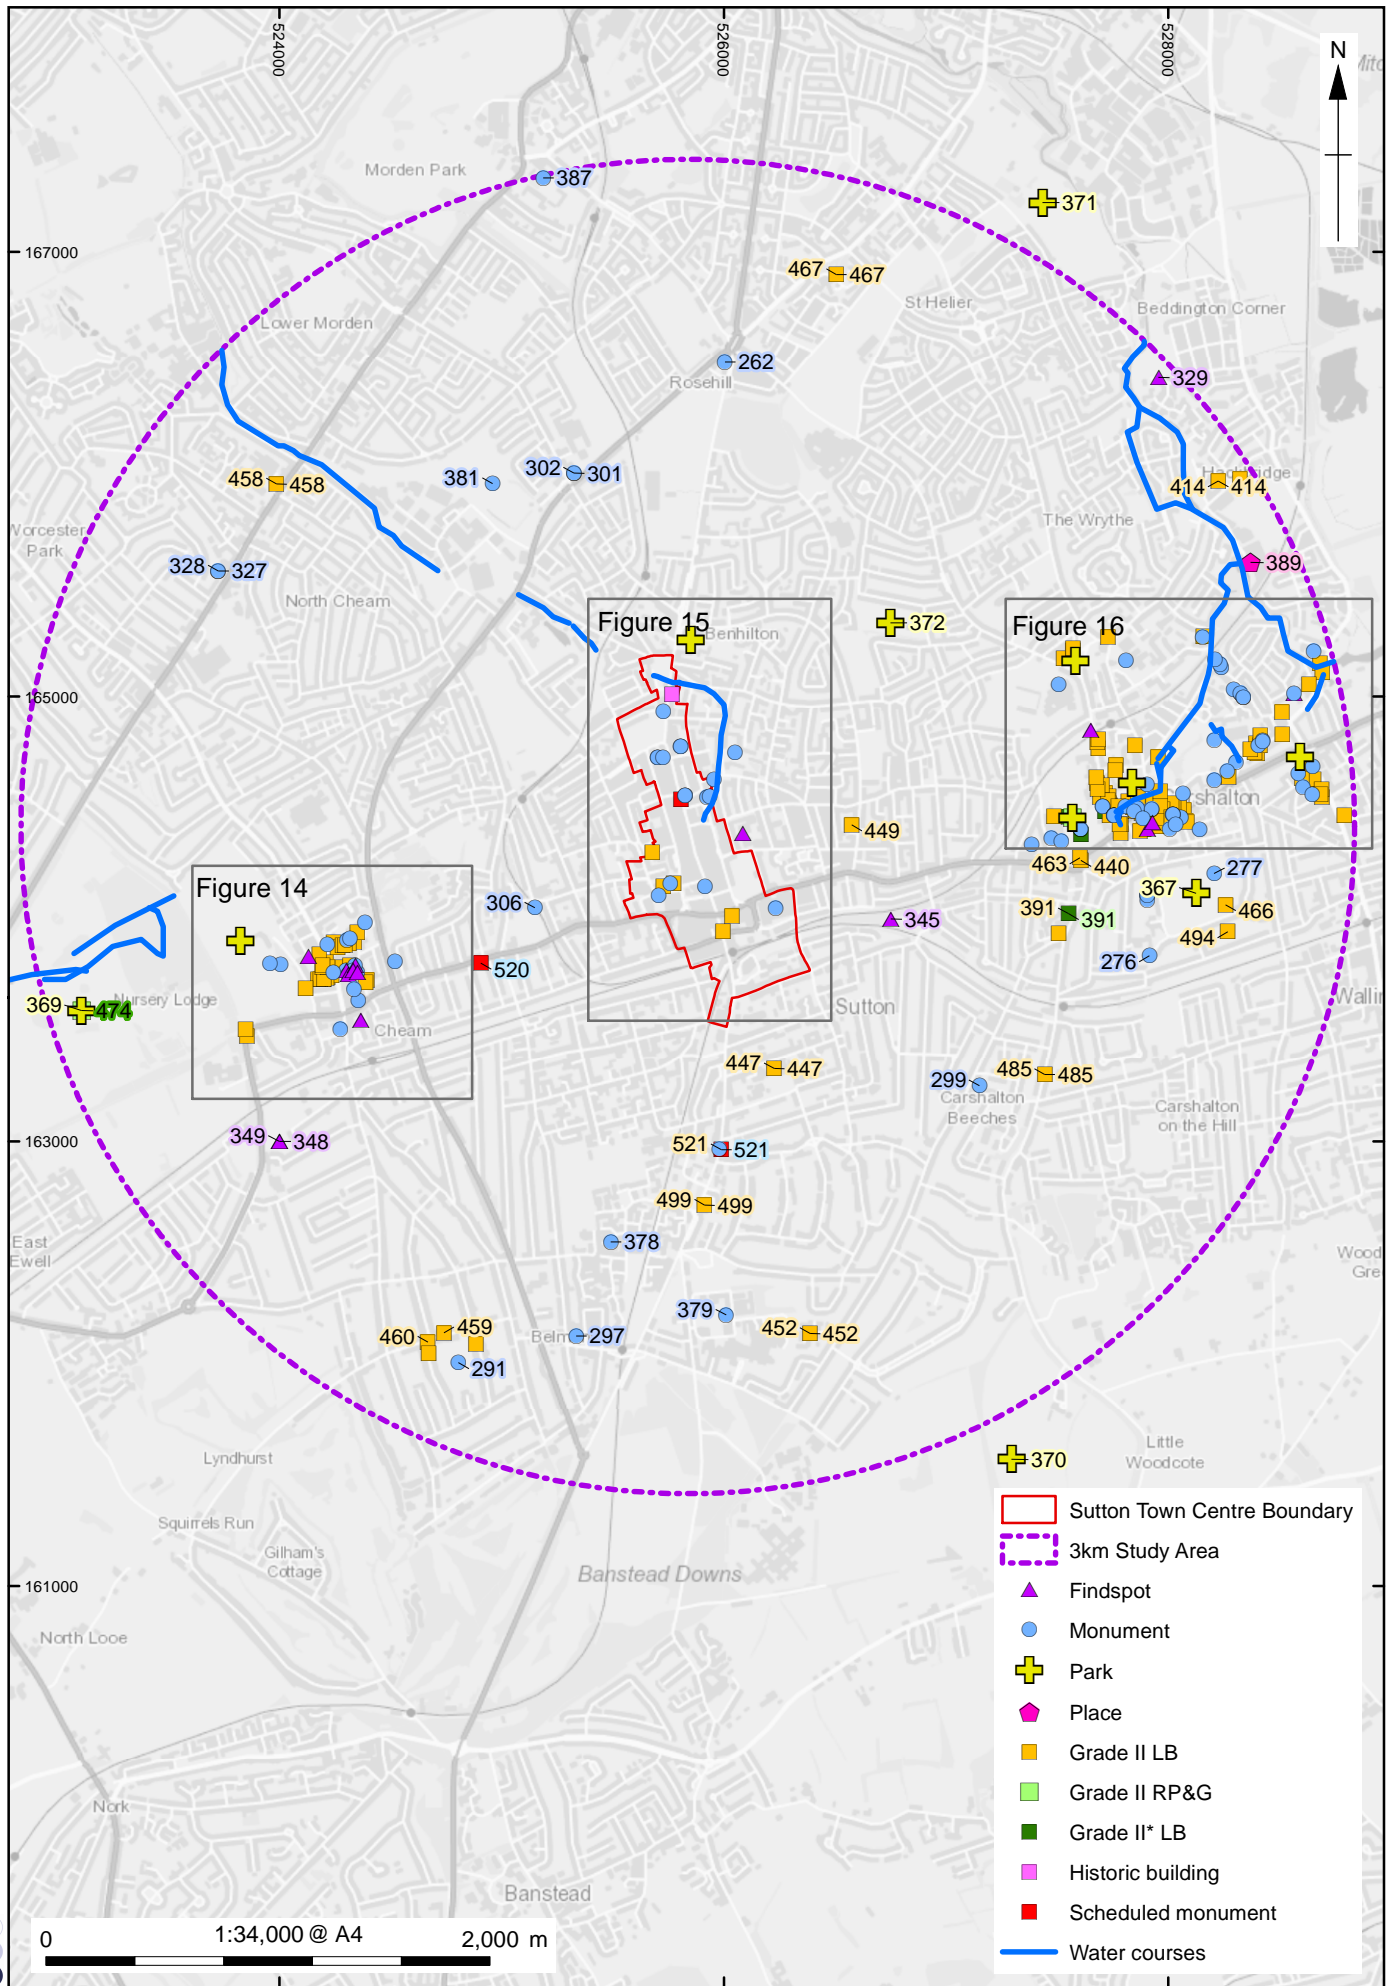 524000
526000
528000
N
Morden Park
387
371
167000
467 467
St Helier
Beddington Corner
Lower Morden
262
Rosehill
329
458 458
381
302 301
Hackbridge
414 414
Worcester
Park
The Wrythe
328 327
389
North Cheam
Figure 15
Benhilton
372
Figure 16
165000
Carshalton
449
463 440
277
Figure 14
367
306
391 391
466
345
494
276
520
369 474
Nursery Lodge
Sutton
Cheam
447 447
299
485 485
Carshalton
Beeches
Carshalton
on the Hill
349 348
163000
521 521
499 499
378
East
Ewell
379
460 459
Belm
297
452 452
291
Lyndhurst
370
Little
Woodcote
Squirrels Run
Gilham's
Cottage
Banstead Downs
161000
North Looe
Nork
Banstead
Sutton Town Centre Boundary
3km Study Area
Findspot
Monument
Park
Place
Grade II LB
Grade II RP&G
Grade II* LB
Historic building
Scheduled monument
Water courses
0 1:34,000 @ A4 2,000 m